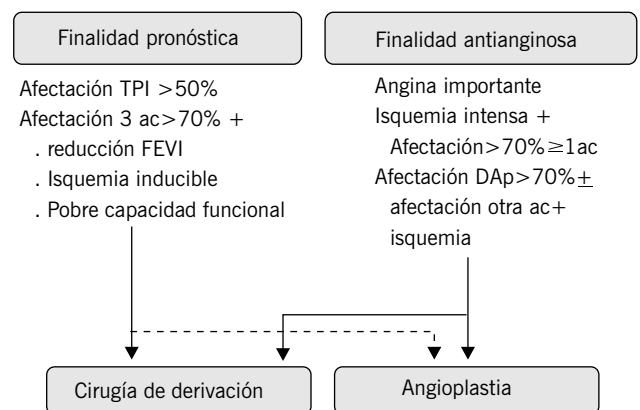 Finalidad pronóstica
Afectación TPI >50%
Afectación 3 ac>70% +
. reducción FEVI
. Isquemia inducible
. Pobre capacidad funcional
Finalidad antianginosa
Angina importante
Isquemia intensa +
Afectación>70%≥1ac
Afectación DAp>70%±
afectación otra ac+
isquemia
Cirugía de derivación
Angioplastia